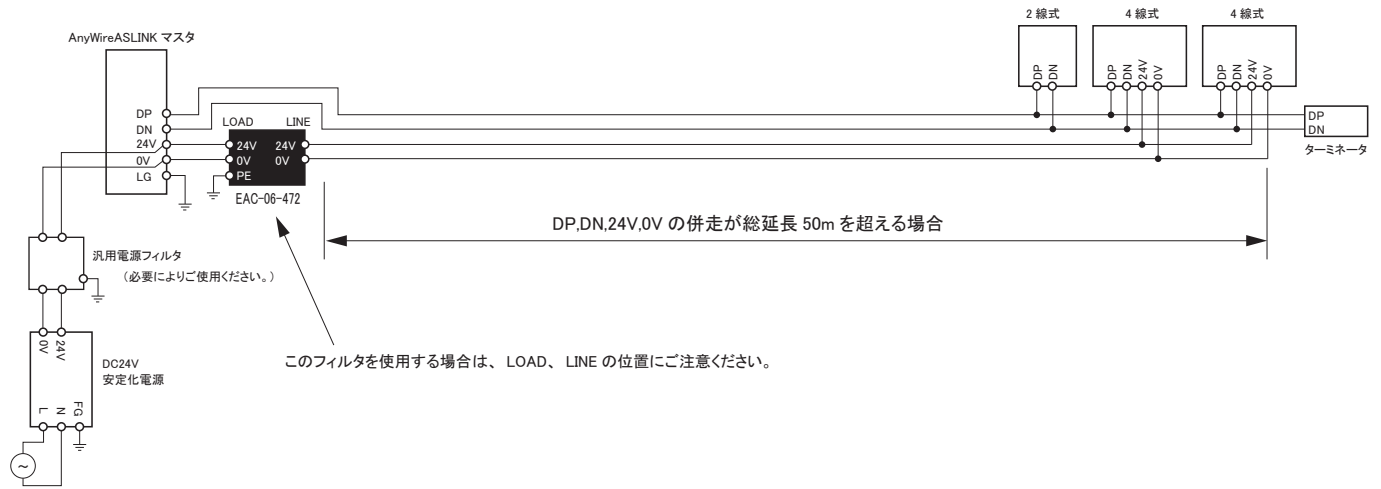 2 線式
4 線式
4 線式
AnyWireASLINK マスタ
DP
DN
DP
DN
24V
0V
DP
DN
24V
0V
DP
DN
24V
0V
LG
LOAD
LINE
24V
24V
0V
0V
PE
EAC-06-472
DP
DN
ターミネータ
DP,DN,24V,0V の併走が総延長 50m を超える場合
汎用電源フィルタ
(必要によりご使用ください。)
0V
24V
DC24V
安定化電源
L
N
FG
~
このフィルタを使用する場合は、 LOAD、 LINE の位置にご注意ください。